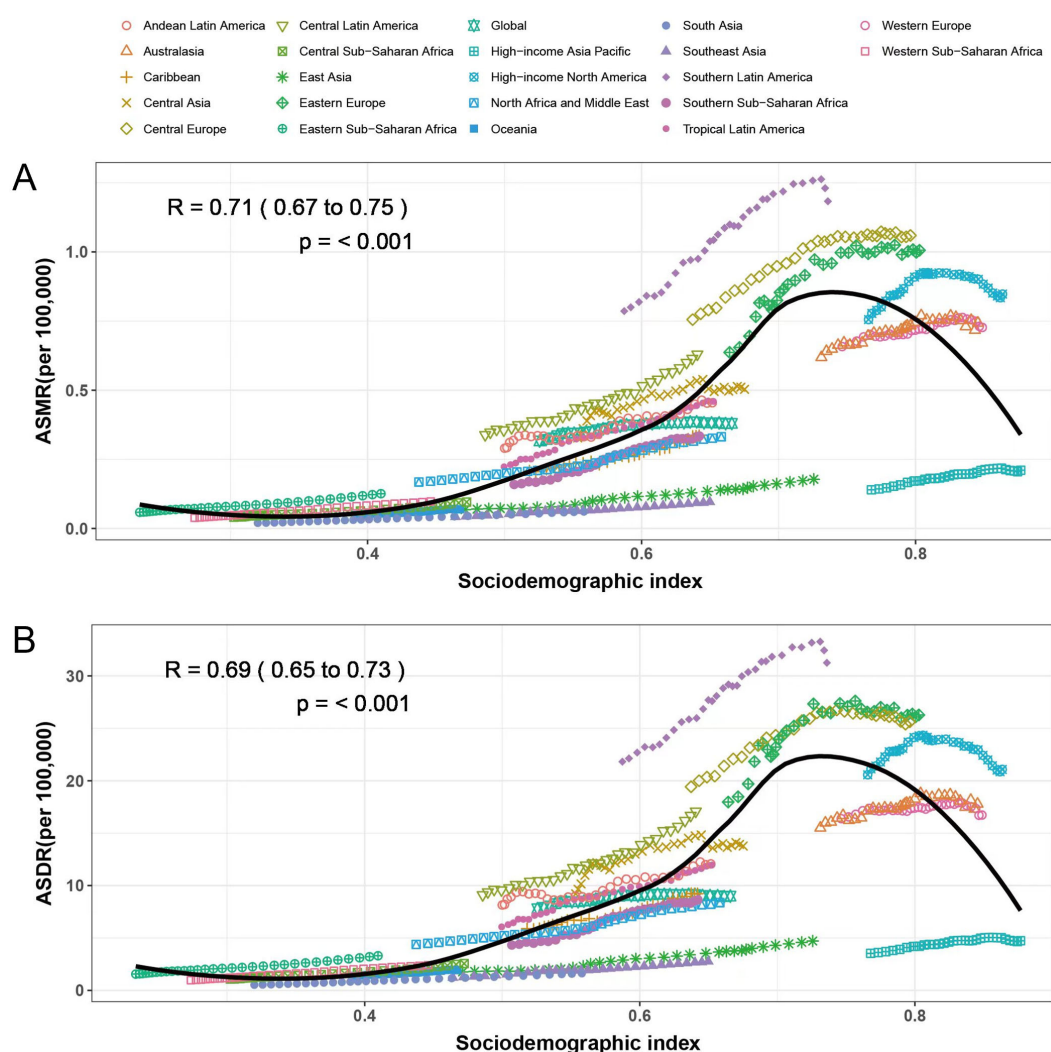 Andean Latin America Central Latin America Global South Asia Western Europe
Australasia Central Sub−Saharan Africa High−income Asia Pacific Southeast Asia Western Sub−Saharan Africa
Caribbean East Asia High−income North America Southern Latin America
Central Asia Eastern Europe North Africa and Middle East Southern Sub−Saharan Africa
Central Europe Eastern Sub−Saharan Africa Oceania Tropical Latin America
A
R = 0.71 ( 0.67 to 0.75 )
p = < 0.001
ASMR(per 100,000)
1.0
0.5
0.0
0.4 0.6 0.8
Sociodemographic index
B
R = 0.69 ( 0.65 to 0.73 )
p = < 0.001
ASDR(per 100,000)
30
20
10
0
0.4 0.6 0.8
Sociodemographic index